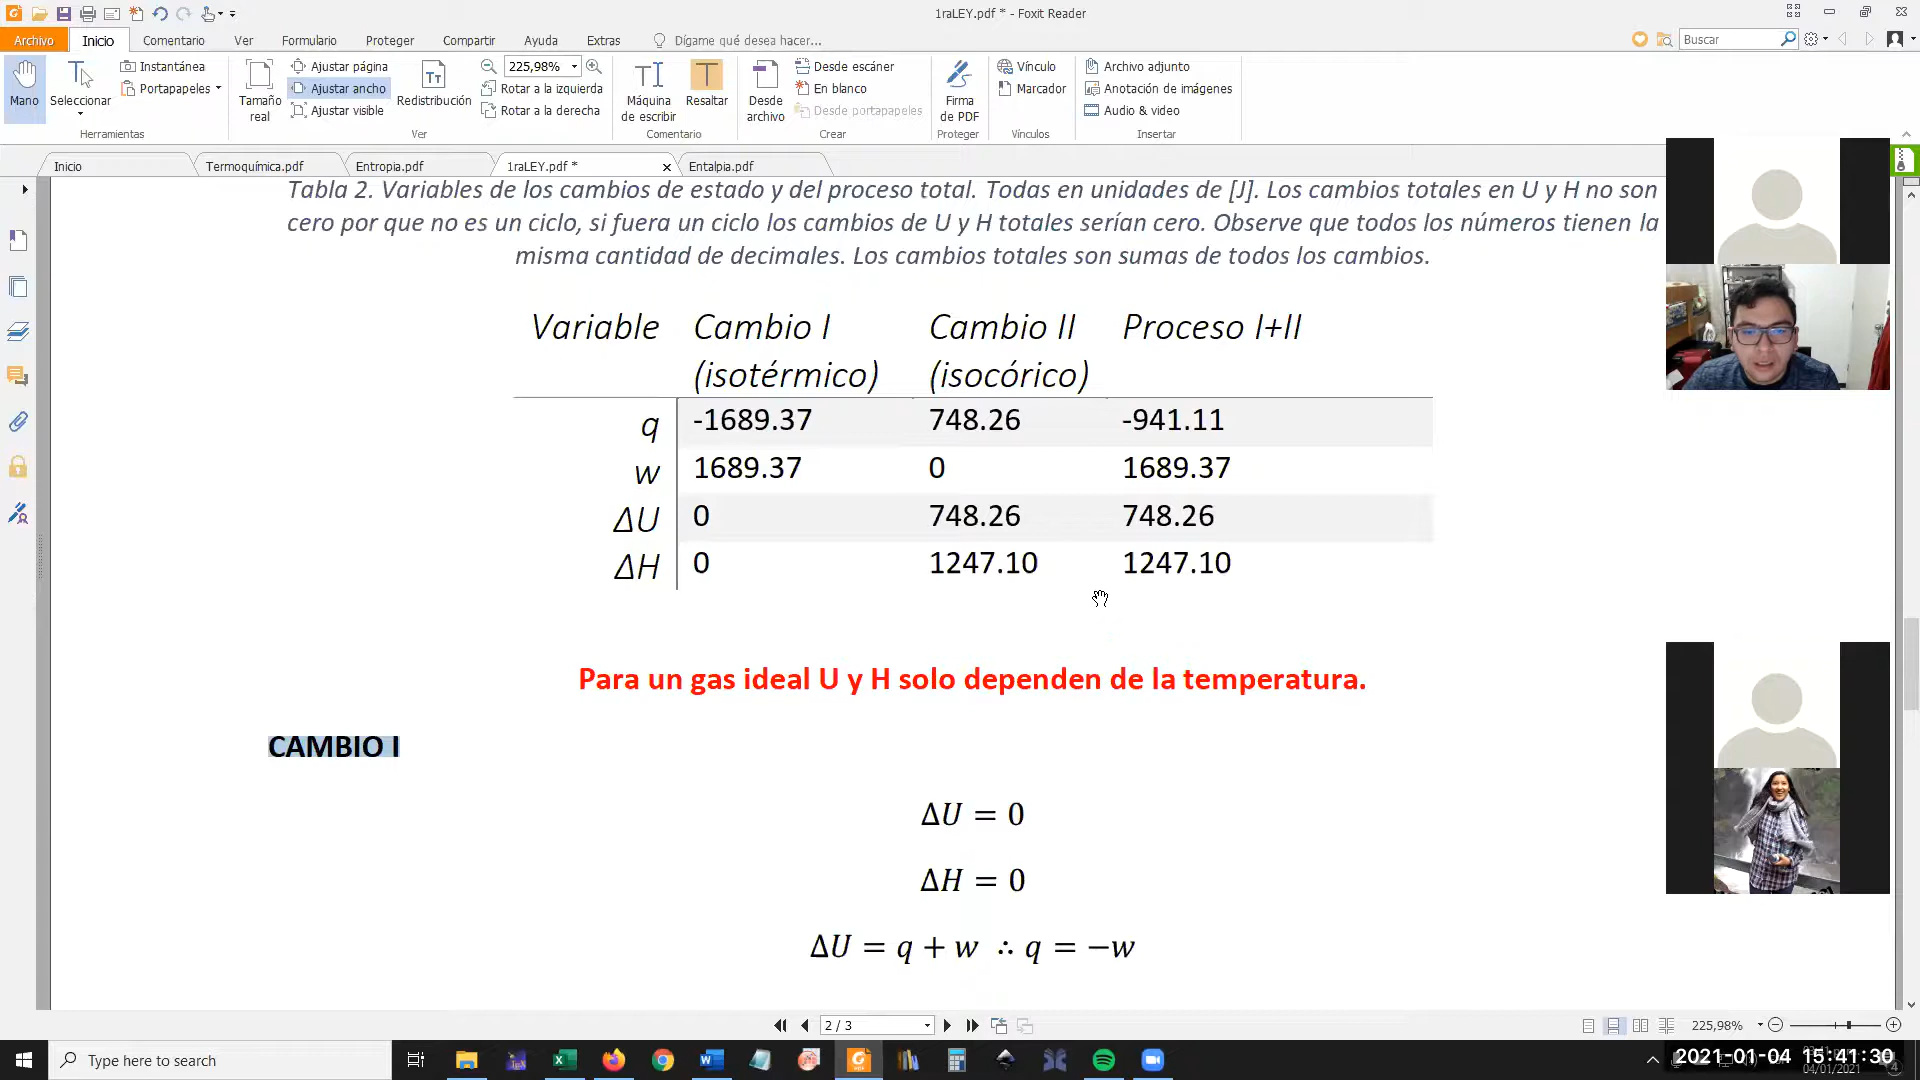 1raLEY.pdf * - Foxit Reader
Archivo Inicio Comentario Ver Formulario Proteger Compartir Ayuda Extras Dígame qué desea hacer... Buscar
Mano
Seleccionar
Instantánea
Portapapeles
Herramientas
Tamaño real
Ajustar página
Ajustar ancho
Ajustar visible
Redistribución
225,98%
Rotar a la izquierda
Rotar a la derecha
Ver
Máquina de escribir
Resaltar
Comentario
Desde archivo
Desde escáner
En blanco
Desde portapapeles
Crear
Firma de PDF
Proteger
Vínculo
Marcador
Vínculos
Archivo adjunto
Anotación de imágenes
Audio & video
Insertar
Inicio Termoquímica.pdf Entropia.pdf 1raLEY.pdf * Entalpia.pdf
Tabla 2. Variables de los cambios de estado y del proceso total. Todas en unidades de [J]. Los cambios totales en U y H no son
cero por que no es un ciclo, si fuera un ciclo los cambios de U y H totales serían cero. Observe que todos los números tienen la
misma cantidad de decimales. Los cambios totales son sumas de todos los cambios.
Variable Cambio I Cambio II Proceso I+II
(isotérmico) (isocórico)
q -1689.37 748.26 -941.11
w 1689.37 0 1689.37
ΔU 0 748.26 748.26
ΔH 0 1247.10 1247.10
Para un gas ideal U y H solo dependen de la temperatura.
CAMBIO I
ΔU = 0
ΔH = 0
ΔU = q + w ∴ q = −w
2 / 3
225,98%
Type here to search
2021-01-04 15:41:30
04/01/2021